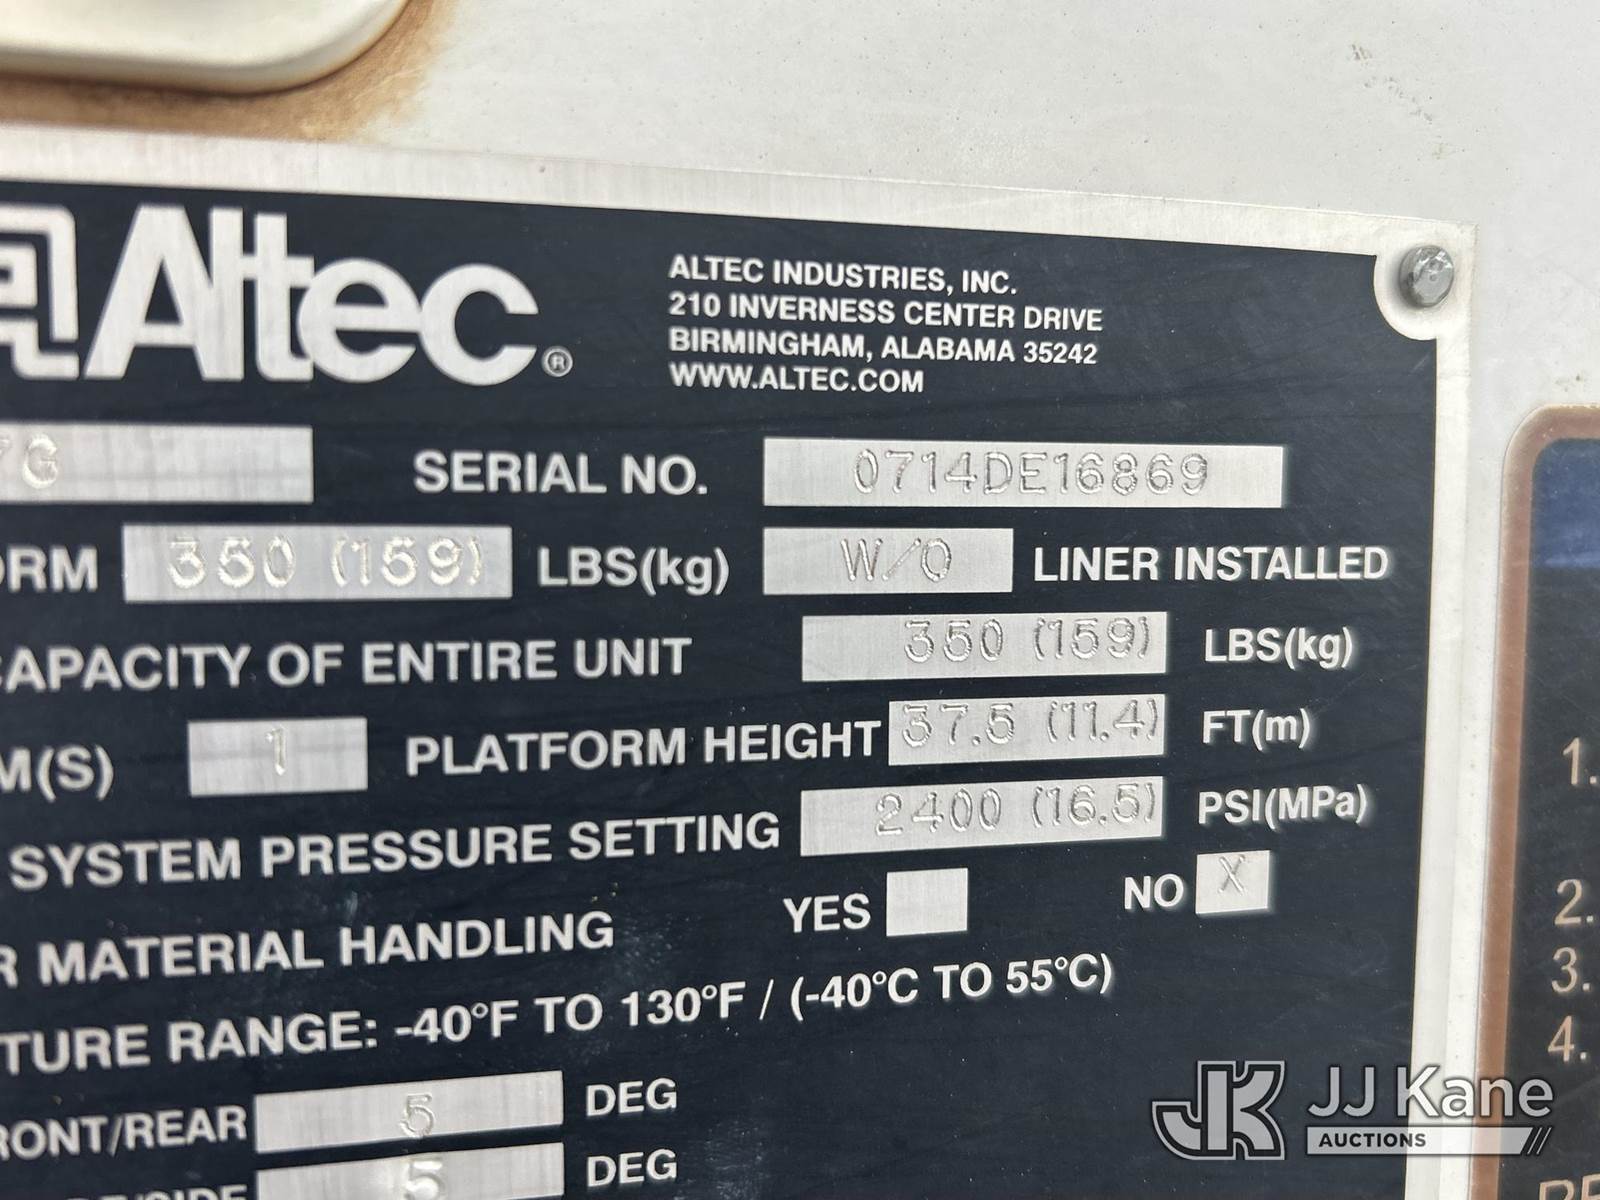 Altec®
ALTEC INDUSTRIES, INC.
210 INVERNESS CENTER DRIVE
BIRMINGHAM, ALABAMA 35242
WWW.ALTEC.COM
7G SERIAL NO. 0714DE16869
ORM 350 (159) LBS(kg) W/O LINER INSTALLED
CAPACITY OF ENTIRE UNIT 350 (159) LBS(kg)
M(S) 1 PLATFORM HEIGHT 37.5 (11.4) FT(m)
SYSTEM PRESSURE SETTING 2400 (16.5) PSI(MPa)
R MATERIAL HANDLING YES NO X
TURE RANGE: -40°F TO 130°F / (-40°C TO 55°C)
RONT/REAR 5 DEG
5 DEG
1.
2.
3.
4.
JK JJ Kane
AUCTIONS